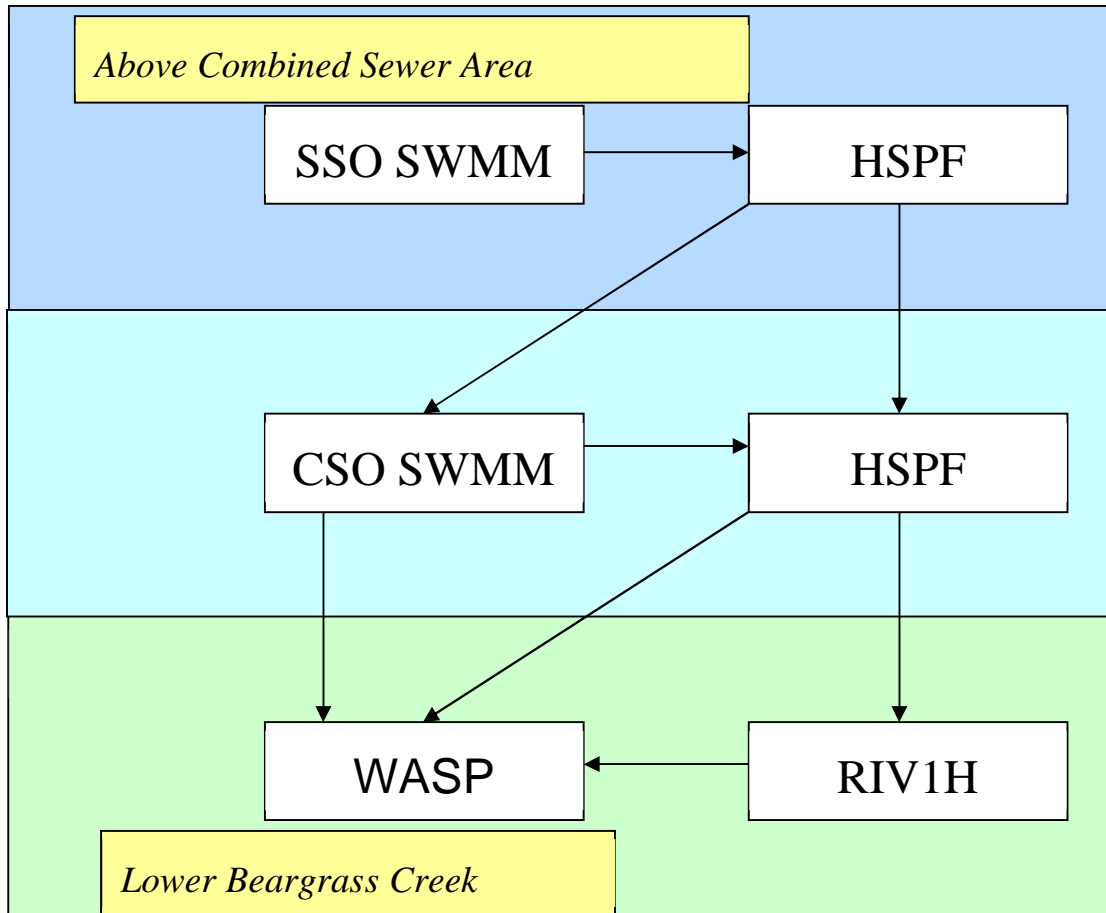 Above Combined Sewer Area
SSO SWMM
HSPF
CSO SWMM
HSPF
WASP
RIV1H
Lower Beargrass Creek